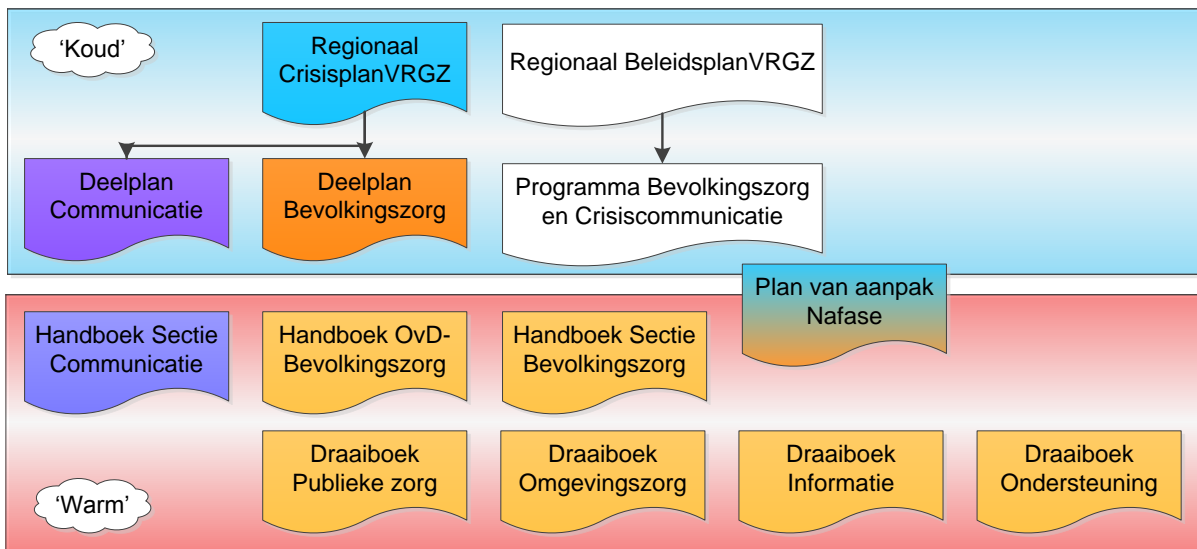 ‘Koud’
Regionaal
CrisisplanVRGZ
Regionaal BeleidsplanVRGZ
Deelplan
Communicatie
Deelplan
Bevolkingszorg
Programma Bevolkingszorg
en Crisiscommunicatie
Plan van aanpak
Nafase
Handboek Sectie
Communicatie
Handboek OvD-
Bevolkingszorg
Handboek Sectie
Bevolkingszorg
Draaiboek
Publieke zorg
Draaiboek
Omgevingszorg
Draaiboek
Informatie
Draaiboek
Ondersteuning
‘Warm’